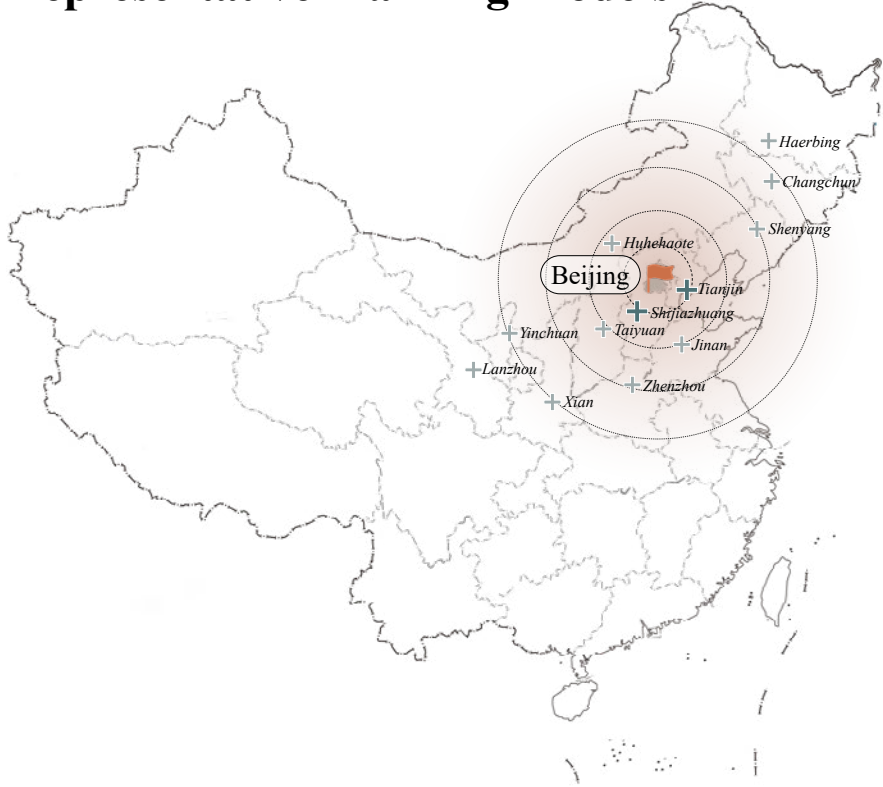 Haerbing
Changchun
Shenyang
Huhehaote
Beijing
Tianjin
Shijiazhuang
Taiyuan
Yinchuan
Jinan
Lanzhou
Zhenzhou
Xian